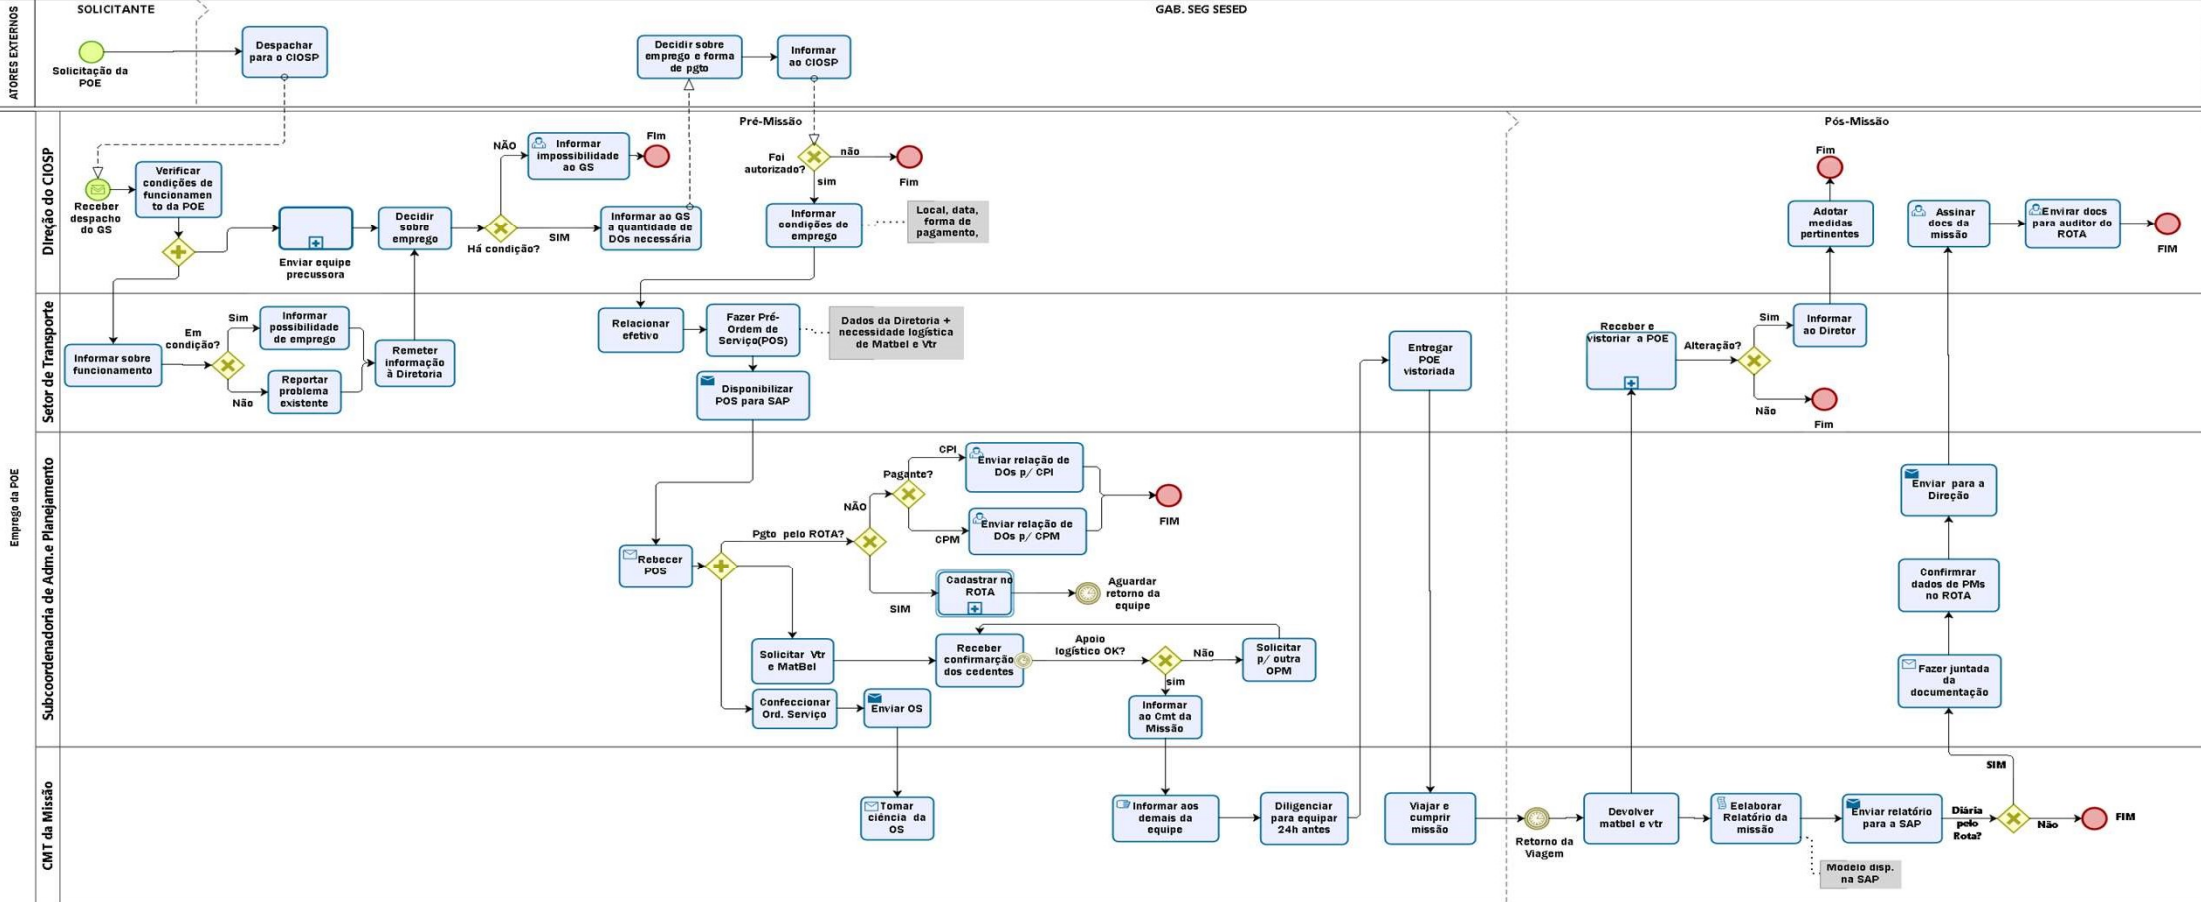 SOLICITANTE
GAB. SEG SESED
ATORES EXTERNOS
Solicitação da
POE
Despachar
para o CIOSP
Decidir sobre
emprego e forma
de pgto
Informar
ao CIOSP
Emprego da POE
Direção do CIOSP
Pré-Missão
Pós-Missão
Receber
despacho
do GS
Verificar
condições de
funcionamen
to da POE
Enviar equipe
precussora
Decidir
sobre
emprego
Há condição?
NÃO
Informar
impossibilidade
ao GS
Fim
SIM
Informar ao GS
a quantidade de
DOs necessária
Foi
autorizado?
não
Fim
sim
Informar
condições de
emprego
Local, data,
forma de
pagamento,
Fim
Adotar
medidas
pertinentes
Assinar
docs da
missão
Envirar docs
para auditor do
ROTA
FIM
Setor de Transporte
Informar sobre
funcionamento
Em
condição?
Sim
Informar
possibilidade
de emprego
Não
Reportar
problema
existente
Remeter
informação
à Diretoria
Relacionar
efetivo
Fazer Pré-
Ordem de
Serviço(POS)
Dados da Diretoria +
necessidade logística
de Matbel e Vtr
Disponibilizar
POS para SAP
Entregar
POE
vistoriada
Receber e
vistoriar a POE
Alteração?
Sim
Informar
ao Diretor
Não
Fim
Subcoordenadoria de Adm.e Planejamento
Rebecer
POS
Pgto pelo ROTA?
NÃO
Pagante?
CPI
Enviar relação de
DOs p/ CPI
CPM
Enviar relação de
DOs p/ CPM
FIM
SIM
Cadastrar no
ROTA
Aguardar
retorno da
equipe
Solicitar Vtr
e MatBel
Receber
confirmarção
dos cedentes
Apoio
logístico OK?
Não
Solicitar
p/ outra
OPM
sim
Informar
ao Cmt da
Missão
Confeccionar
Ord. Serviço
Enviar OS
Enviar para a
Direção
Confirmrar
dados de PMs
no ROTA
Fazer juntada
da
documentação
CMT da Missão
Tomar
ciência da
OS
Informar aos
demais da
equipe
Diligenciar
para equipar
24h antes
Viajar e
cumprir
missão
Retorno da
Viagem
Devolver
matbel e vtr
Eelaborar
Relatório da
missão
Modelo disp.
na SAP
Enviar relatório
para a SAP
Diária
pelo
Rota?
SIM
Não
FIM